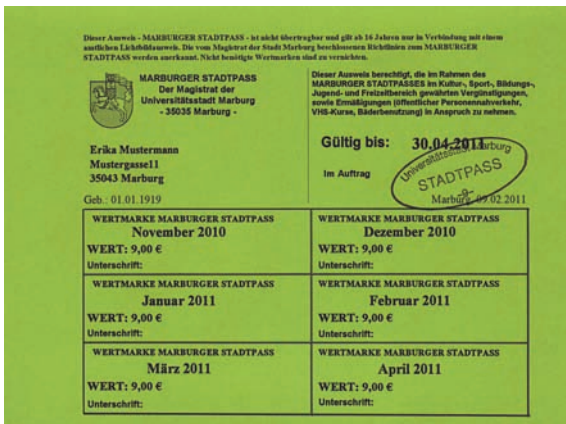 Dieser Ausweis - MARBURGER STADTPASS - ist nicht übertragbar und gilt ab 16 Jahren nur in Verbindung mit einem
amtlichen Lichtbildausweis. Die vom Magistrat der Stadt Marburg beschlossenen Richtlinien zum MARBURGER
STADTPASS werden anerkannt. Nicht benötigte Wertmarken sind zu vernichten.
MARBURGER STADTPASS
Der Magistrat der
Universitätsstadt Marburg
- 35035 Marburg -
Dieser Ausweis berechtigt, die im Rahmen des
MARBURGER STADTPASSES im Kultur-, Sport-, Bildungs-,
Jugend- und Freizeitbereich gewährten Vergünstigungen,
sowie Ermäßigungen (öffentlicher Personennahverkehr,
VHS-Kurse, Bäderbenutzung) in Anspruch zu nehmen.
Erika Mustermann
Mustergasse11
35043 Marburg
Geb.: 01.01.1919
Gültig bis: 30.04.2011
Im Auftrag
Universitätsstadt Marburg
STADTPASS
-9-
Marburg, 09.02.2011
WERTMARKE MARBURGER STADTPASS
November 2010
WERT: 9,00 €
Unterschrift:
WERTMARKE MARBURGER STADTPASS
Dezember 2010
WERT: 9,00 €
Unterschrift:
WERTMARKE MARBURGER STADTPASS
Januar 2011
WERT: 9,00 €
Unterschrift:
WERTMARKE MARBURGER STADTPASS
Februar 2011
WERT: 9,00 €
Unterschrift:
WERTMARKE MARBURGER STADTPASS
März 2011
WERT: 9,00 €
Unterschrift:
WERTMARKE MARBURGER STADTPASS
April 2011
WERT: 9,00 €
Unterschrift: